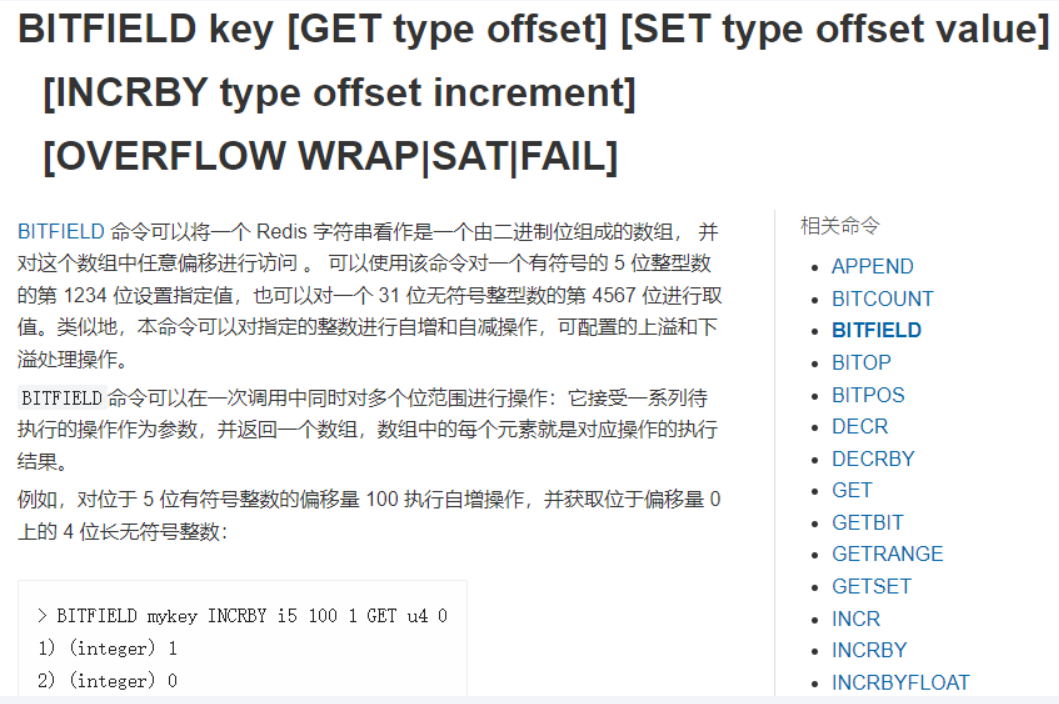 BITFIELD key [GET type offset] [SET type offset value]
[INCRBY type offset increment]
[OVERFLOW WRAP|SAT|FAIL]
BITFIELD 命令可以将一个 Redis 字符串看作是一个由二进制位组成的数组， 并
对这个数组中任意偏移进行访问 。 可以使用该命令对一个有符号的 5 位整型数
的第 1234 位设置指定值，也可以对一个 31 位无符号整型数的第 4567 位进行取
值。类似地，本命令可以对指定的整数进行自增和自减操作，可配置的上溢和下
溢处理操作。
BITFIELD命令可以在一次调用中同时对多个位范围进行操作：它接受一系列待
执行的操作作为参数，并返回一个数组，数组中的每个元素就是对应操作的执行
结果。
例如，对位于 5 位有符号整数的偏移量 100 执行自增操作，并获取位于偏移量 0
上的 4 位长无符号整数：
> BITFIELD mykey INCRBY i5 100 1 GET u4 0
1) (integer) 1
2) (integer) 0
相关命令
APPEND
BITCOUNT
BITFIELD
BITOP
BITPOS
DECR
DECRBY
GET
GETBIT
GETRANGE
GETSET
INCR
INCRBY
INCRBYFLOAT